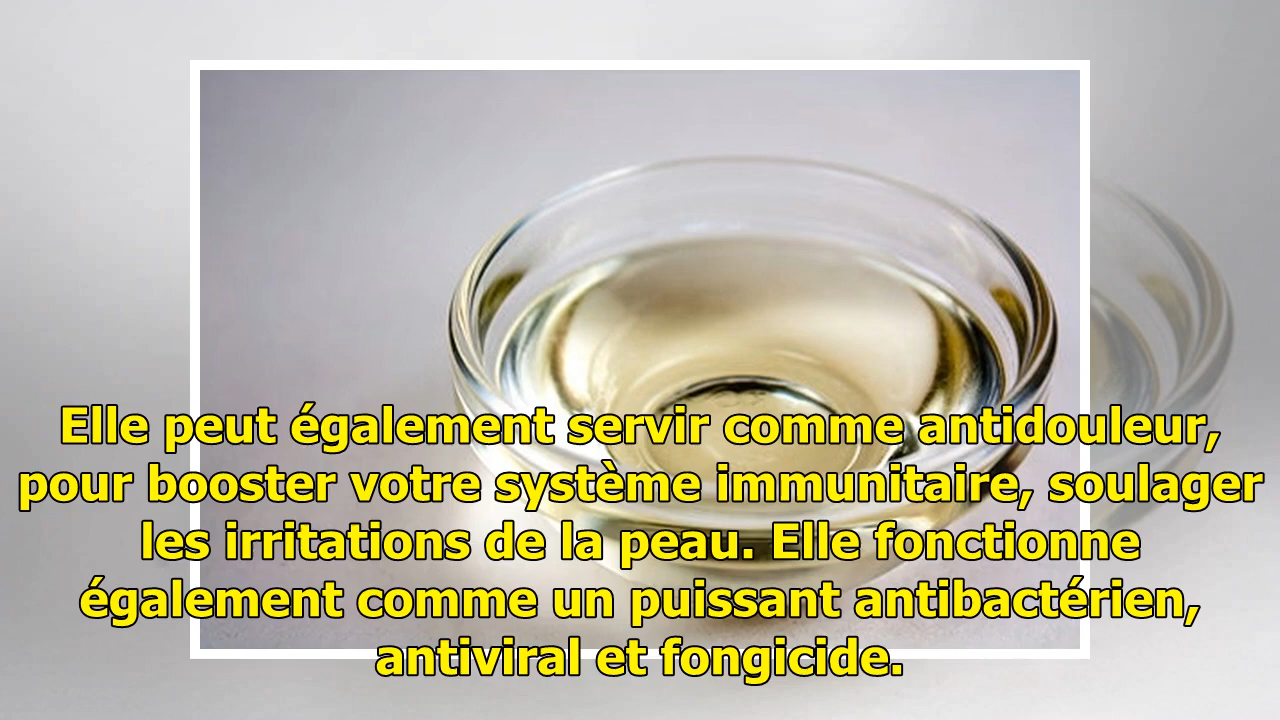 Elle peut également servir comme antidouleur,
pour booster votre système immunitaire, soulager
les irritations de la peau. Elle fonctionne
également comme un puissant antibactérien,
antiviral et fongicide.